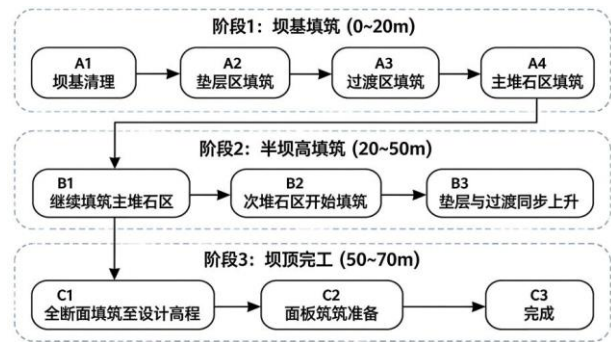 阶段1：坝基填筑 (0~20m)
A1
坝基清理
A2
垫层区填筑
A3
过渡区填筑
A4
主堆石区填筑
阶段2：半坝高填筑 (20~50m)
B1
继续填筑主堆石区
B2
次堆石区开始填筑
B3
垫层与过渡同步上升
阶段3：坝顶完工 (50~70m)
C1
全断面填筑至设计高程
C2
面板筑筑准备
C3
完成